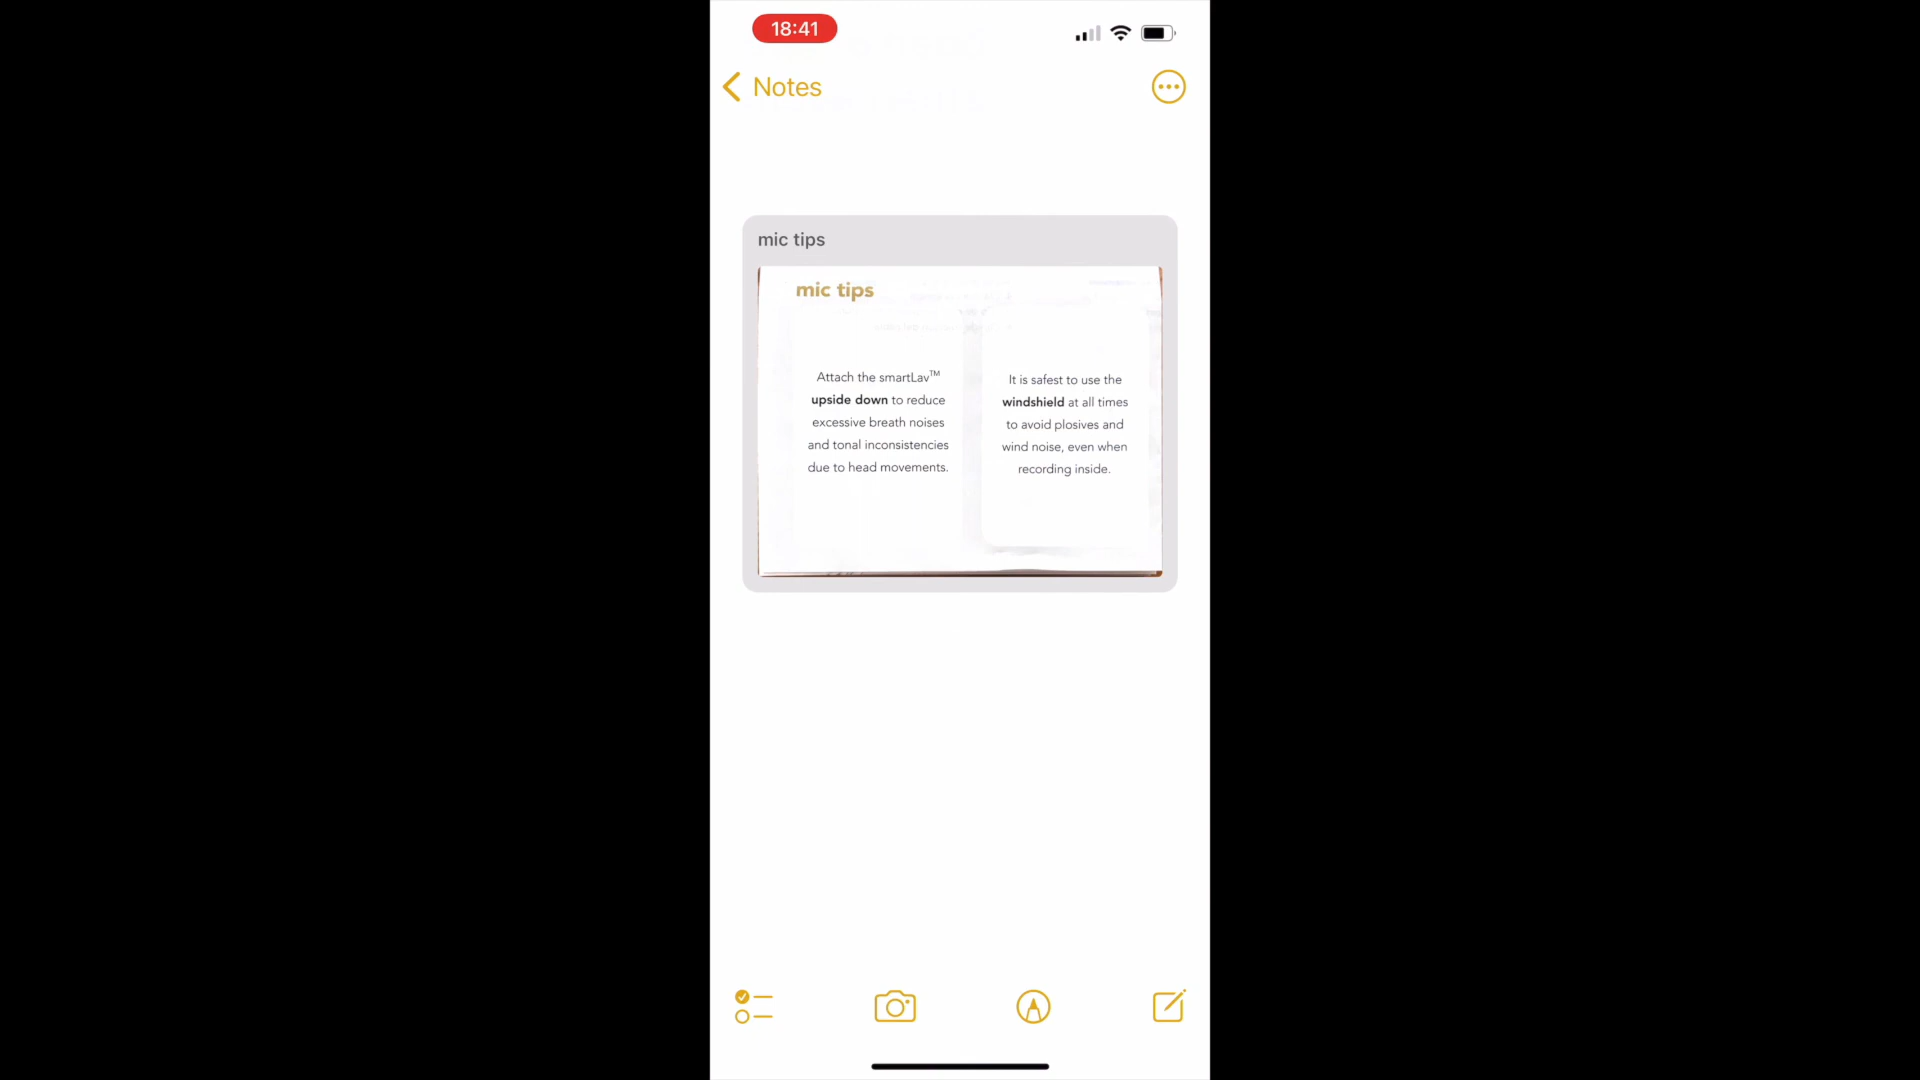 18:41
Notes
mic tips
mic tips
Attach the smartLav™
upside down to reduce
excessive breath noises
and tonal inconsistencies
due to head movements.
It is safest to use the
windshield at all times
to avoid plosives and
wind noise, even when
recording inside.